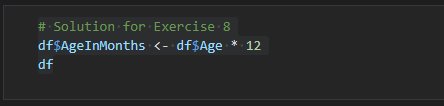 # Solution for Exercise 8
df$AgeInMonths <- df$Age * 12
df